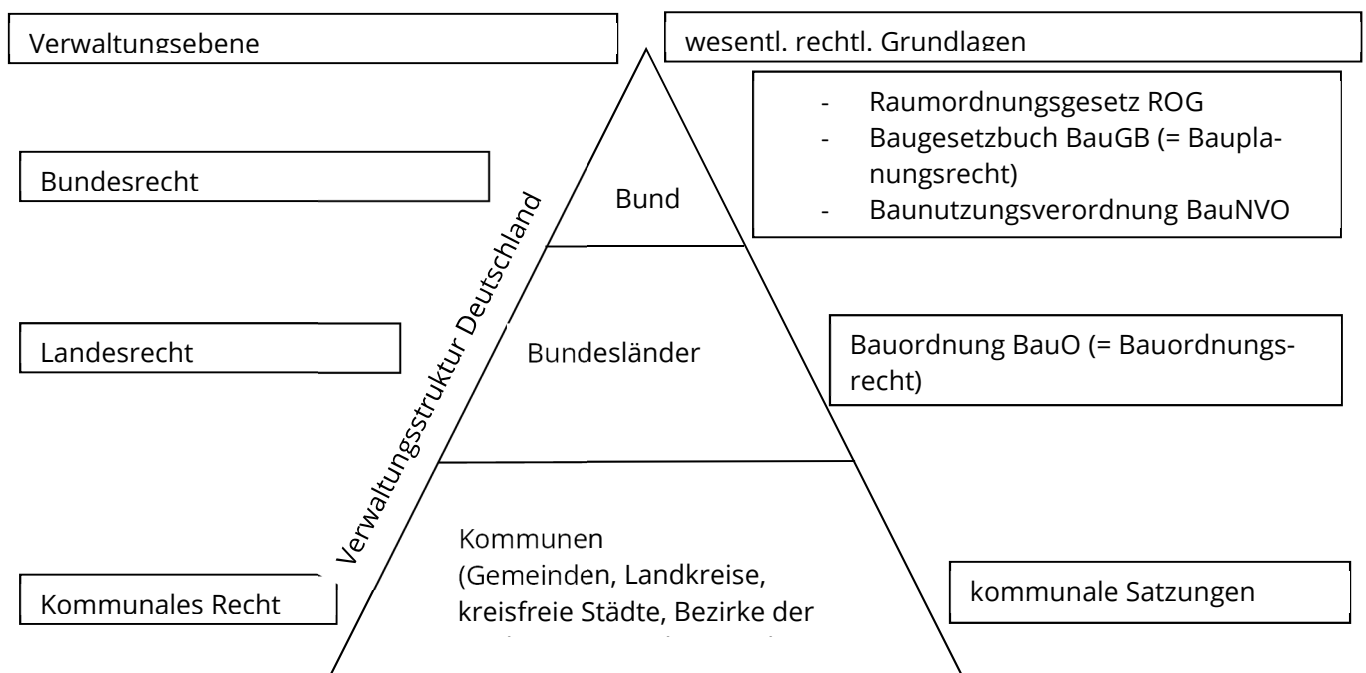 Verwaltungsebene
wesentl. rechtl. Grundlagen
- Raumordnungsgesetz ROG
- Baugesetzbuch BauGB (= Baupla-
nungsrecht)
- Baunutzungsverordnung BauNVO
Bundesrecht
Bund
Verwaltungsstruktur Deutschland
Landesrecht
Bundesländer
Bauordnung BauO (= Bauordnungs-
recht)
Kommunen
(Gemeinden, Landkreise,
kreisfreie Städte, Bezirke der
Kommunales Recht
kommunale Satzungen